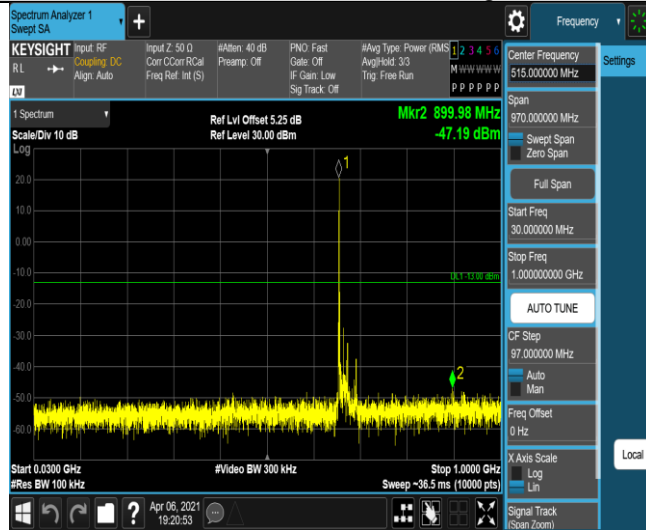 Spectrum Analyzer 1
Swept SA
Frequency
KEYSIGHT
RL
LXI
Input: RF
Coupling: DC
Align: Auto
Input Z: 50 Ω
Corr CCorr RCal
Freq Ref: Int (S)
#Atten: 40 dB
Preamp: Off
PNO: Fast
Gate: Off
IF Gain: Low
Sig Track: Off
#Avg Type: Power (RMS
Avg|Hold: 3/3
Trig: Free Run
1 2 3 4 5 6
M W W W W W
P P P P P P
1 Spectrum
Scale/Div 10 dB
Log
Ref Lvl Offset 5.25 dB
Ref Level 30.00 dBm
Mkr2 899.98 MHz
-47.19 dBm
1
20.0
10.0
0.00
-10.0
DL1 -13.00 dBm
-20.0
-30.0
-40.0
2
-50.0
-60.0
Start 0.0300 GHz
#Res BW 100 kHz
#Video BW 300 kHz
Stop 1.0000 GHz
Sweep ~36.5 ms (10000 pts)
Apr 06, 2021
19:20:53
Center Frequency
515.000000 MHz
Settings
Span
970.000000 MHz
Swept Span
Zero Span
Full Span
Start Freq
30.000000 MHz
Stop Freq
1.000000000 GHz
AUTO TUNE
CF Step
97.000000 MHz
Auto
Man
Freq Offset
0 Hz
X Axis Scale
Log
Lin
Local
Signal Track
(Span Zoom)